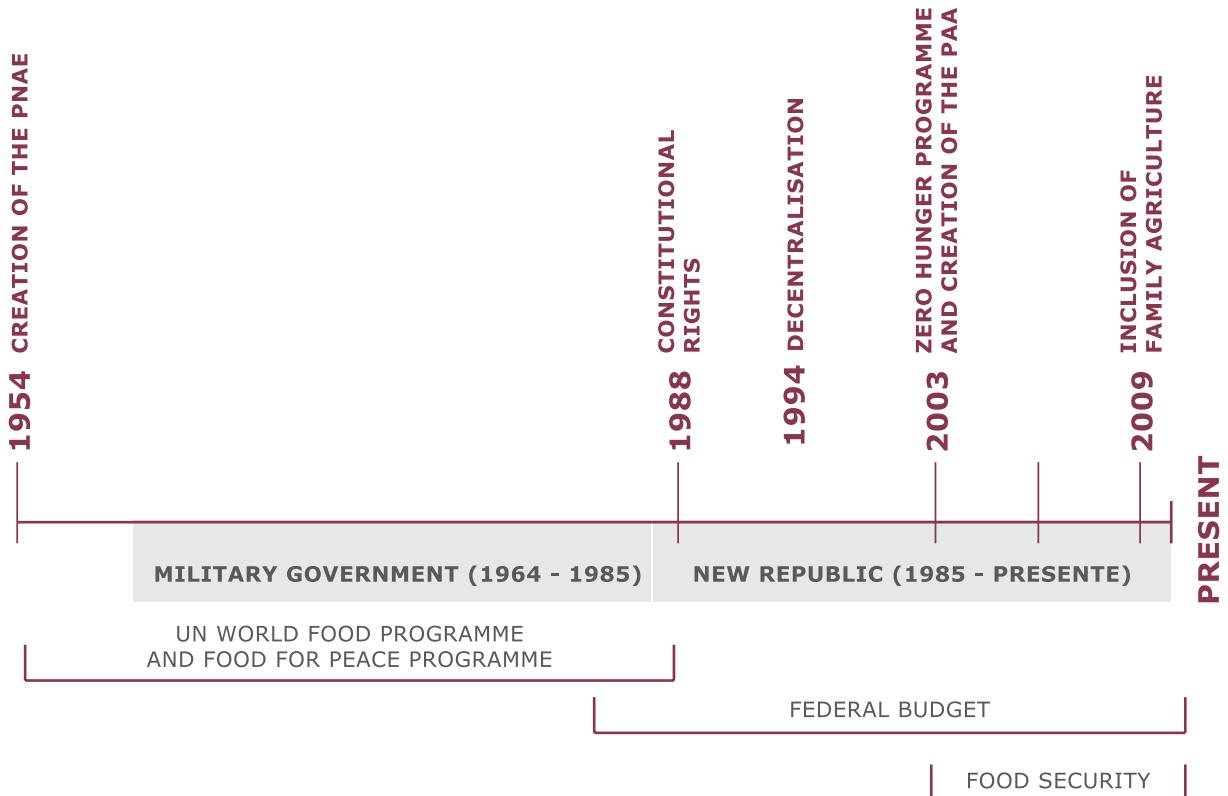 1954 CREATION OF THE PNAE
1988 CONSTITUTIONAL
RIGHTS
1994 DECENTRALISATION
2003 ZERO HUNGER PROGRAMME
AND CREATION OF THE PAA
2009 INCLUSION OF
FAMILY AGRICULTURE
PRESENT
MILITARY GOVERNMENT (1964 - 1985)
NEW REPUBLIC (1985 - PRESENTE)
UN WORLD FOOD PROGRAMME
AND FOOD FOR PEACE PROGRAMME
FEDERAL BUDGET
FOOD SECURITY